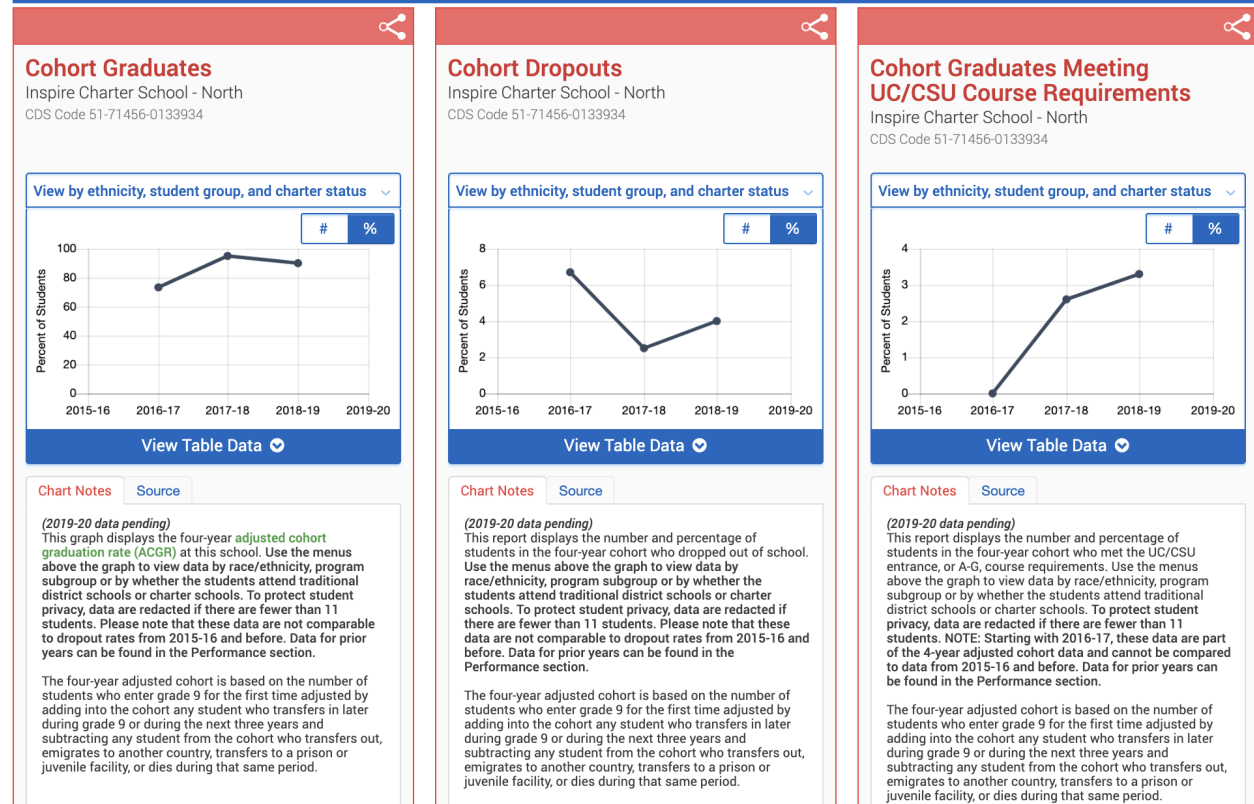 Cohort Graduates
Inspire Charter School - North
CDS Code 51-71456-0133934
View by ethnicity, student group, and charter status
# %
Percent of Students
100
80
60
40
20
0
2015-16 2016-17 2017-18 2018-19 2019-20
View Table Data
Chart Notes Source
(2019-20 data pending)
This graph displays the four-year adjusted cohort
graduation rate (ACGR) at this school. Use the menus
above the graph to view data by race/ethnicity, program
subgroup or by whether the students attend traditional
district schools or charter schools. To protect student
privacy, data are redacted if there are fewer than 11
students. Please note that these data are not comparable
to dropout rates from 2015-16 and before. Data for prior
years can be found in the Performance section.
The four-year adjusted cohort is based on the number of
students who enter grade 9 for the first time adjusted by
adding into the cohort any student who transfers in later
during grade 9 or during the next three years and
subtracting any student from the cohort who transfers out,
emigrates to another country, transfers to a prison or
juvenile facility, or dies during that same period.
Cohort Dropouts
Inspire Charter School - North
CDS Code 51-71456-0133934
View by ethnicity, student group, and charter status
# %
Percent of Students
8
6
4
2
0
2015-16 2016-17 2017-18 2018-19 2019-20
View Table Data
Chart Notes Source
(2019-20 data pending)
This report displays the number and percentage of
students in the four-year cohort who dropped out of school.
Use the menus above the graph to view data by
race/ethnicity, program subgroup or by whether the
students attend traditional district schools or charter
schools. To protect student privacy, data are redacted if
there are fewer than 11 students. Please note that these
data are not comparable to dropout rates from 2015-16 and
before. Data for prior years can be found in the
Performance section.
The four-year adjusted cohort is based on the number of
students who enter grade 9 for the first time adjusted by
adding into the cohort any student who transfers in later
during grade 9 or during the next three years and
subtracting any student from the cohort who transfers out,
emigrates to another country, transfers to a prison or
juvenile facility, or dies during that same period.
Cohort Graduates Meeting
UC/CSU Course Requirements
Inspire Charter School - North
CDS Code 51-71456-0133934
View by ethnicity, student group, and charter status
# %
Percent of Students
4
3
2
1
0
2015-16 2016-17 2017-18 2018-19 2019-20
View Table Data
Chart Notes Source
(2019-20 data pending)
This report displays the number and percentage of
students in the four-year cohort who met the UC/CSU
entrance, or A-G, course requirements. Use the menus
above the graph to view data by race/ethnicity, program
subgroup or by whether the students attend traditional
district schools or charter schools. To protect student
privacy, data are redacted if there are fewer than 11
students. NOTE: Starting with 2016-17, these data are part
of the 4-year adjusted cohort data and cannot be compared
to data from 2015-16 and before. Data for prior years can
be found in the Performance section.
The four-year adjusted cohort is based on the number of
students who enter grade 9 for the first time adjusted by
adding into the cohort any student who transfers in later
during grade 9 or during the next three years and
subtracting any student from the cohort who transfers out,
emigrates to another country, transfers to a prison or
juvenile facility, or dies during that same period.